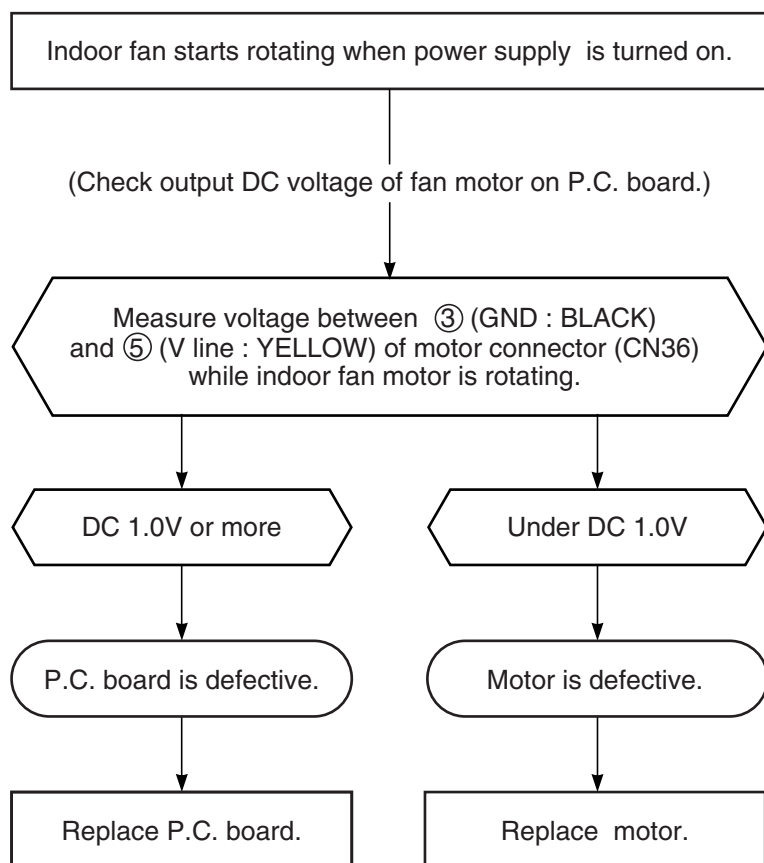 Indoor fan starts rotating when power supply is turned on.
(Check output DC voltage of fan motor on P.C. board.)
Measure voltage between ③ (GND : BLACK)
and ⑤ (V line : YELLOW) of motor connector (CN36)
while indoor fan motor is rotating.
DC 1.0V or more
Under DC 1.0V
P.C. board is defective.
Motor is defective.
Replace P.C. board.
Replace motor.